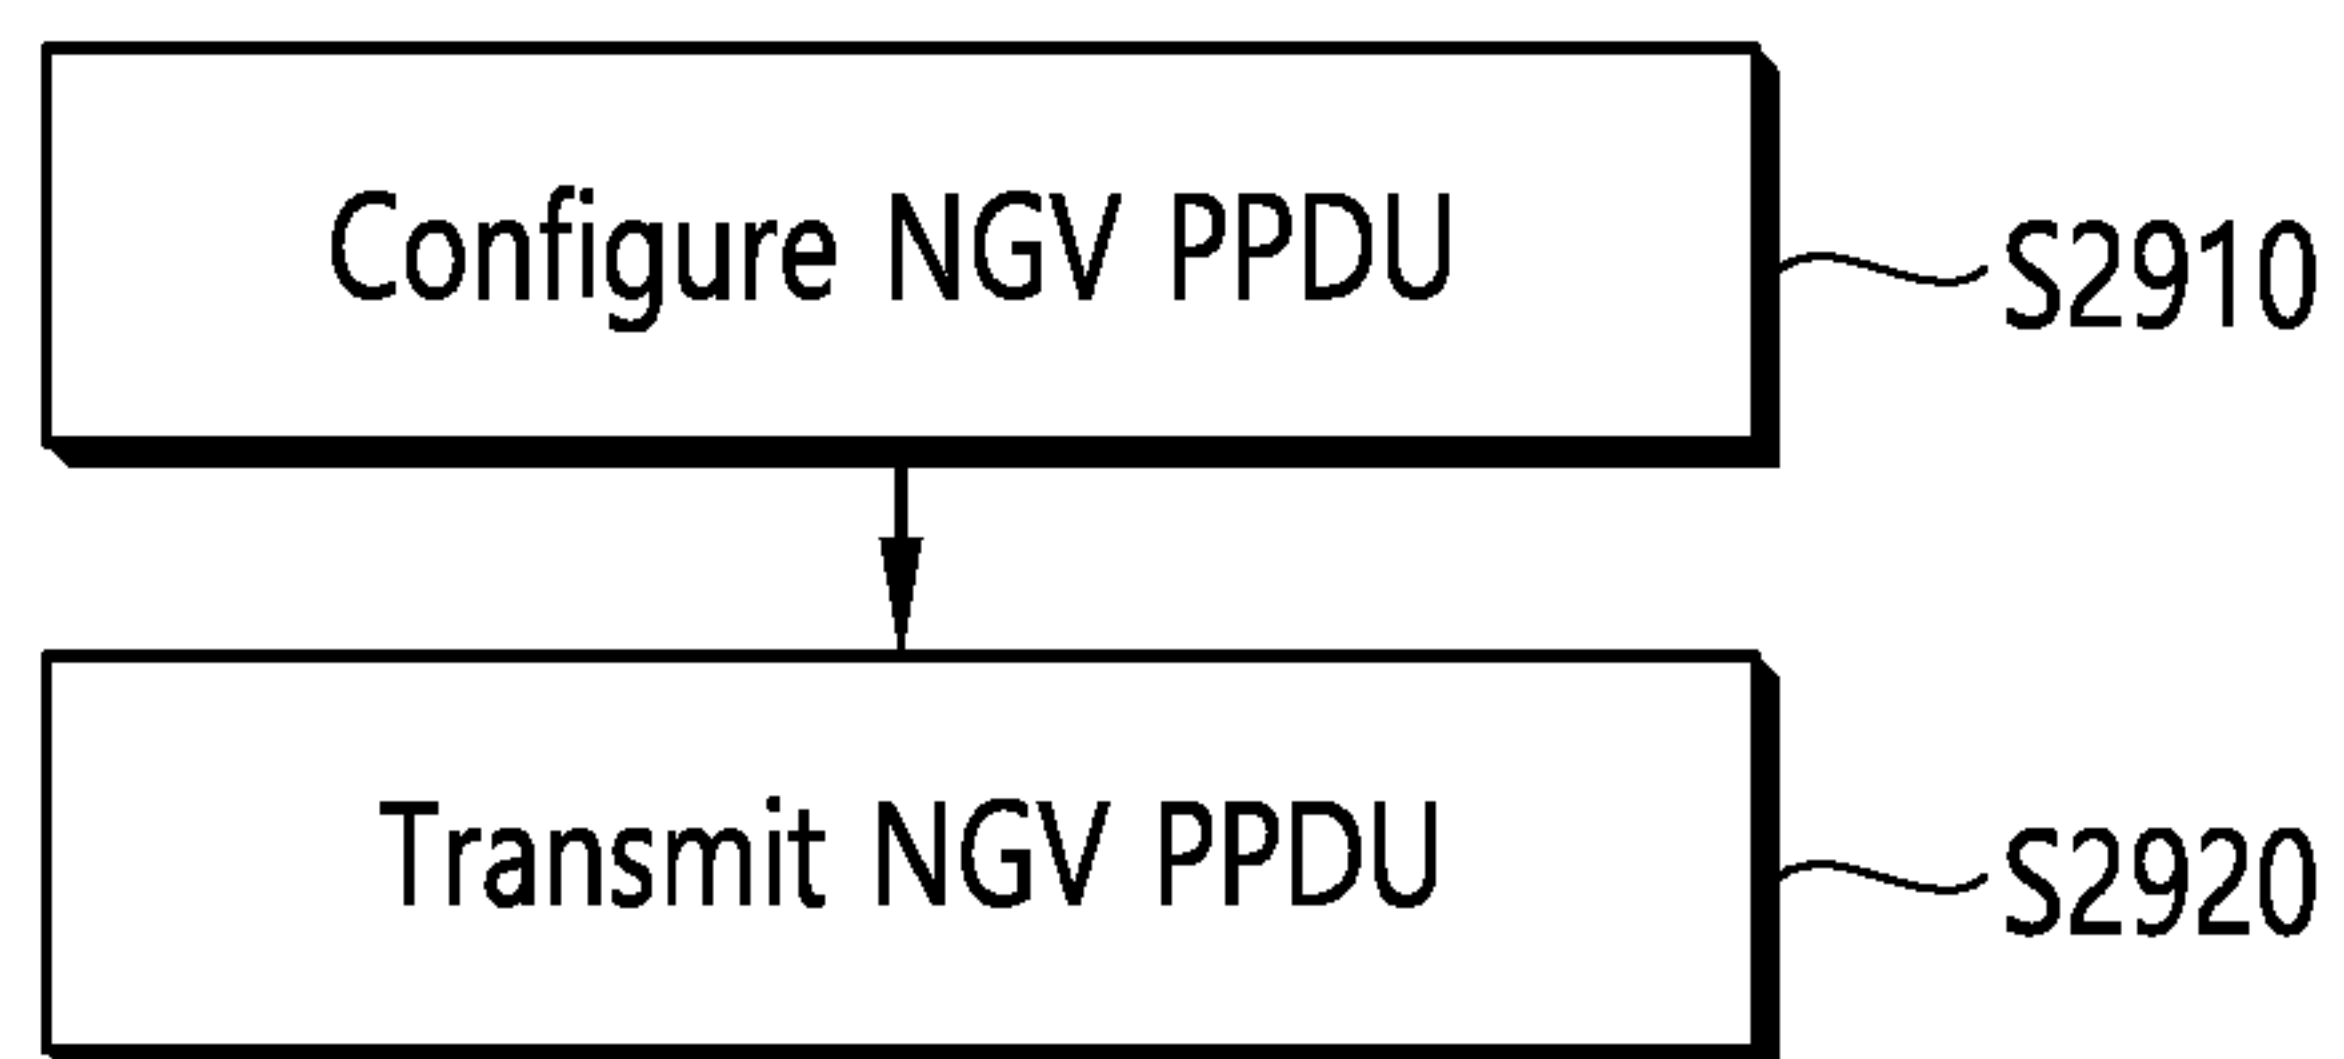 Configure NGV PPDU
S2910
Transmit NGV PPDU
S2920